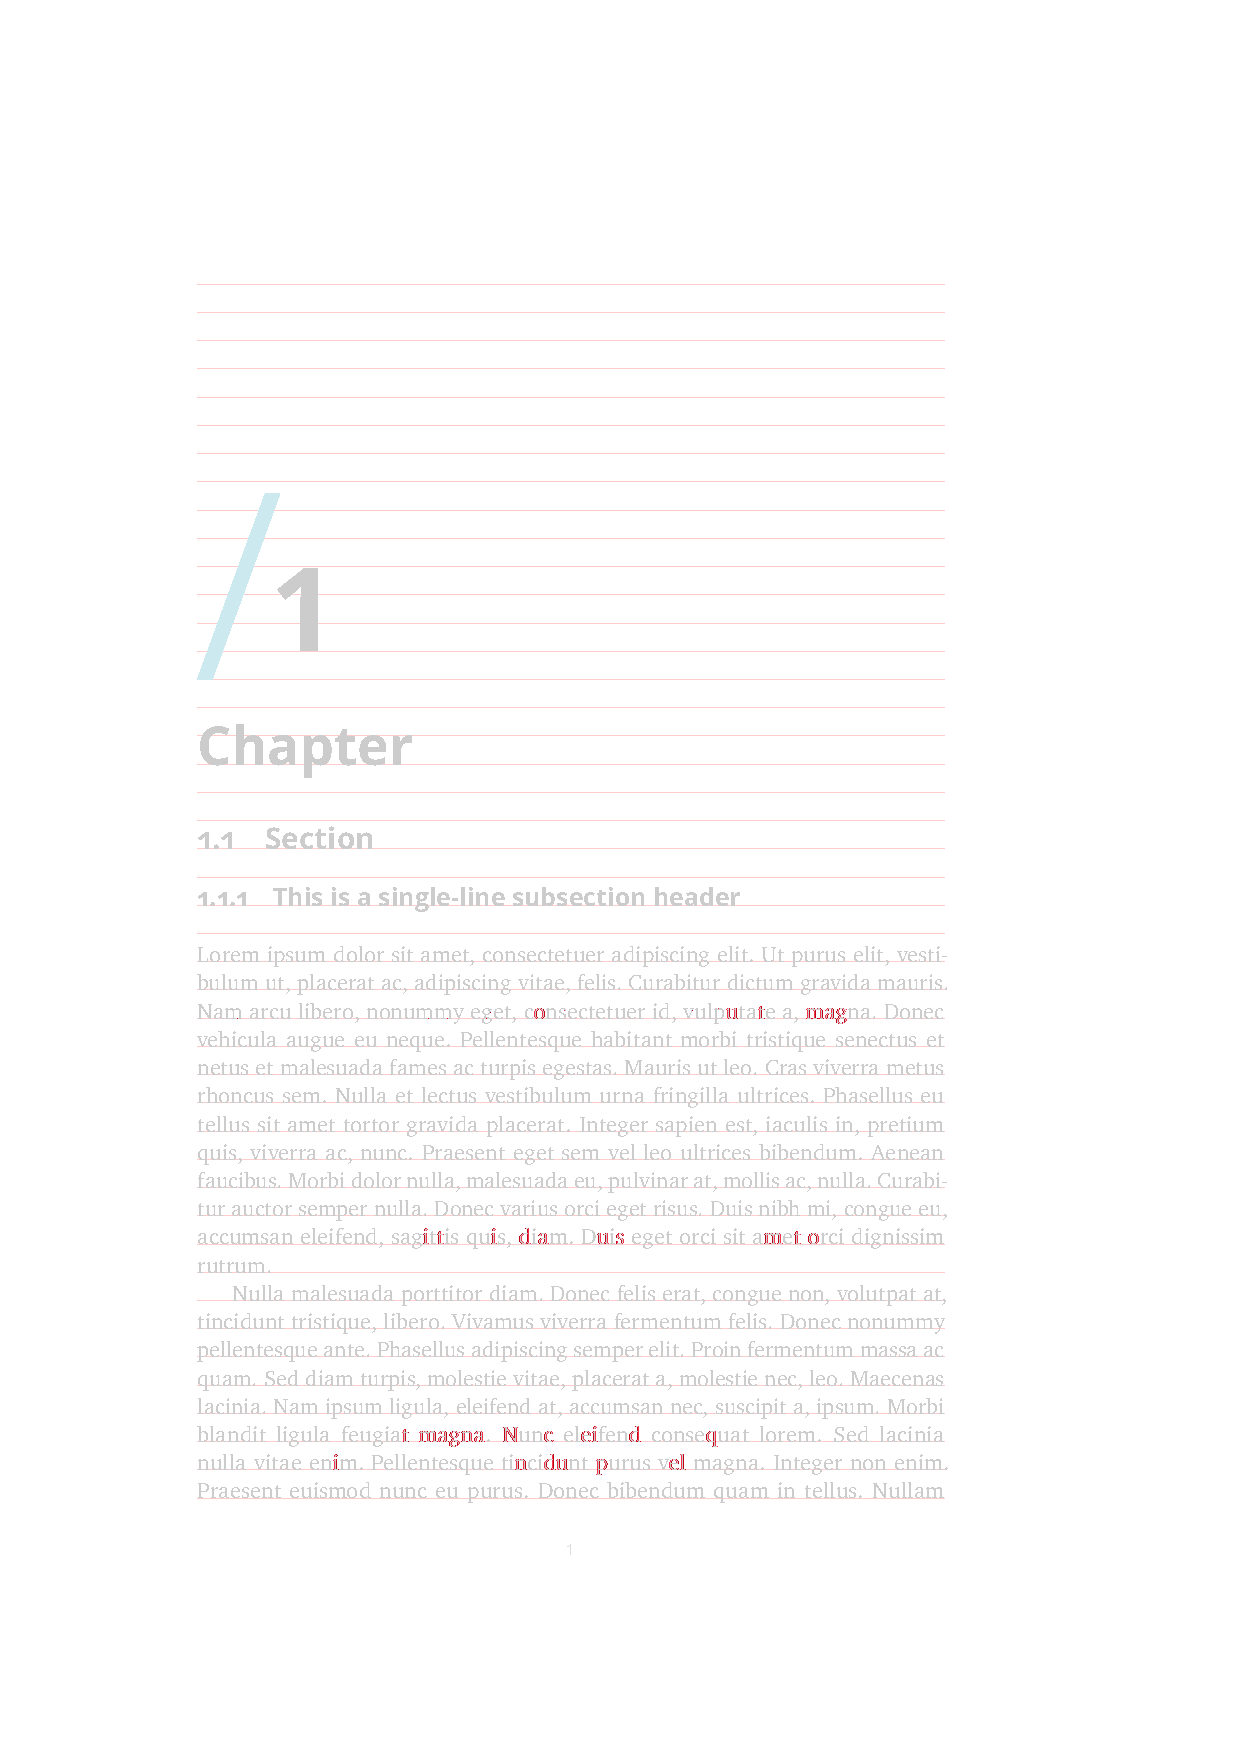 /1
Chapter
1.1 Section
1.1.1 This is a single-line subsection header
Lorem ipsum dolor sit amet, consectetuer adipiscing elit. Ut purus elit, vesti-
bulum ut, placerat ac, adipiscing vitae, felis. Curabitur dictum gravida mauris.
Nam arcu libero, nonummy eget, consectetuer id, vulputate a, magna. Donec
vehicula augue eu neque. Pellentesque habitant morbi tristique senectus et
netus et malesuada fames ac turpis egestas. Mauris ut leo. Cras viverra metus
rhoncus sem. Nulla et lectus vestibulum urna fringilla ultrices. Phasellus eu
tellus sit amet tortor gravida placerat. Integer sapien est, iaculis in, pretium
quis, viverra ac, nunc. Praesent eget sem vel leo ultrices bibendum. Aenean
faucibus. Morbi dolor nulla, malesuada eu, pulvinar at, mollis ac, nulla. Curabi-
tur auctor semper nulla. Donec varius orci eget risus. Duis nibh mi, congue eu,
accumsan eleifend, sagittis quis, diam. Duis eget orci sit amet orci dignissim
rutrum.
Nulla malesuada porttitor diam. Donec felis erat, congue non, volutpat at,
tincidunt tristique, libero. Vivamus viverra fermentum felis. Donec nonummy
pellentesque ante. Phasellus adipiscing semper elit. Proin fermentum massa ac
quam. Sed diam turpis, molestie vitae, placerat a, molestie nec, leo. Maecenas
lacinia. Nam ipsum ligula, eleifend at, accumsan nec, suscipit a, ipsum. Morbi
blandit ligula feugiat magna. Nunc eleifend consequat lorem. Sed lacinia
nulla vitae enim. Pellentesque tincidunt purus vel magna. Integer non enim.
Praesent euismod nunc eu purus. Donec bibendum quam in tellus. Nullam
1